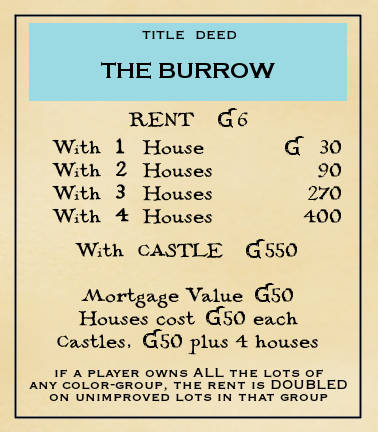 TITLE DEED
THE BURROW
RENT G6
With 1 House G 30
With 2 Houses 90
With 3 Houses 270
With 4 Houses 400
With CASTLE G550
Mortgage Value G50
Houses cost G50 each
Castles, G50 plus 4 houses
IF A PLAYER OWNS ALL THE LOTS OF
ANY COLOR-GROUP, THE RENT IS DOUBLED
ON UNIMPROVED LOTS IN THAT GROUP